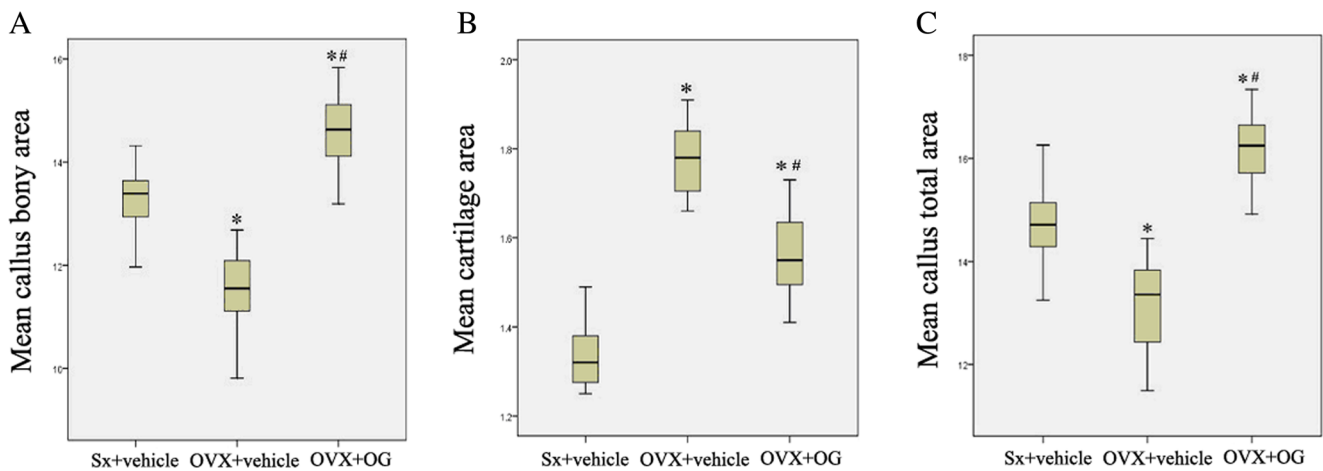 A
Mean callus bony area
16
14
12
10
*
*#
Sx+vehicle
OVX+vehicle
OVX+OG
B
Mean cartilage area
2.0
1.8
1.6
1.4
1.2
*
* #
Sx+vehicle
OVX+vehicle
OVX+OG
C
Mean callus total area
18
16
14
12
*
* #
Sx+vehicle
OVX+vehicle
OVX+OG